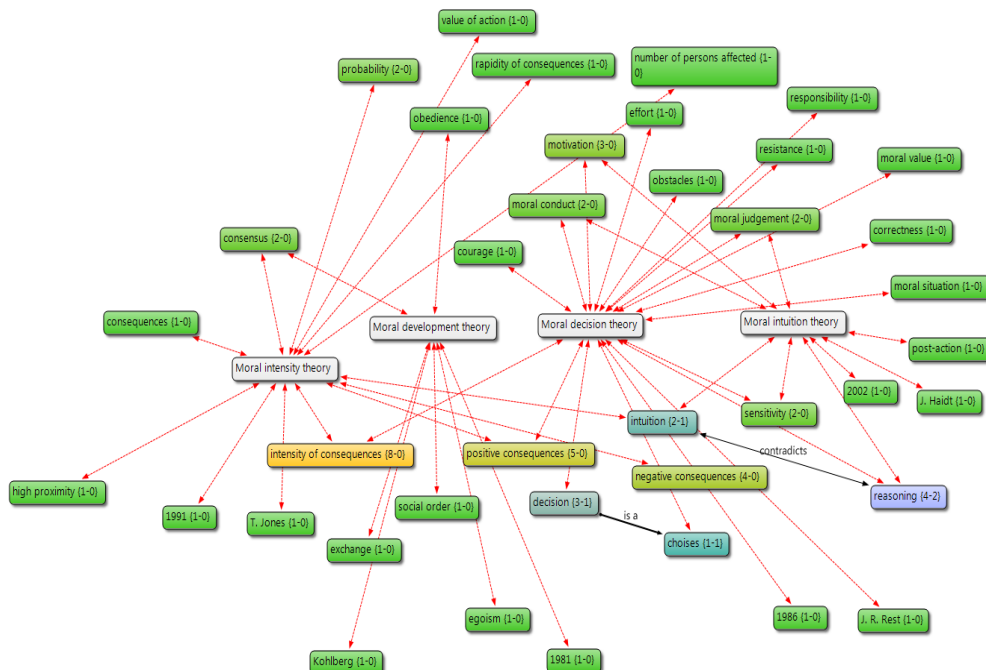 value of action {1-0}
probability {2-0}
rapidity of consequences {1-0}
number of persons affected {1-
0}
obedience {1-0}
effort {1-0}
responsibility {1-0}
motivation {3-0}
resistance {1-0}
moral value {1-0}
obstacles {1-0}
moral conduct {2-0}
moral judgement {2-0}
consensus {2-0}
courage {1-0}
correctness {1-0}
moral situation {1-0}
consequences {1-0}
Moral development theory
Moral decision theory
Moral intuition theory
post-action {1-0}
Moral intensity theory
2002 {1-0}
J. Haidt {1-0}
intuition {2-1}
sensitivity {2-0}
contradicts
intensity of consequences {8-0}
positive consequences {5-0}
negative consequences {4-0}
high proximity {1-0}
reasoning {4-2}
1991 {1-0}
T. Jones {1-0}
social order {1-0}
decision {3-1}
is a
exchange {1-0}
choises {1-1}
egoism {1-0}
1986 {1-0}
J. R. Rest {1-0}
Kohlberg {1-0}
1981 {1-0}